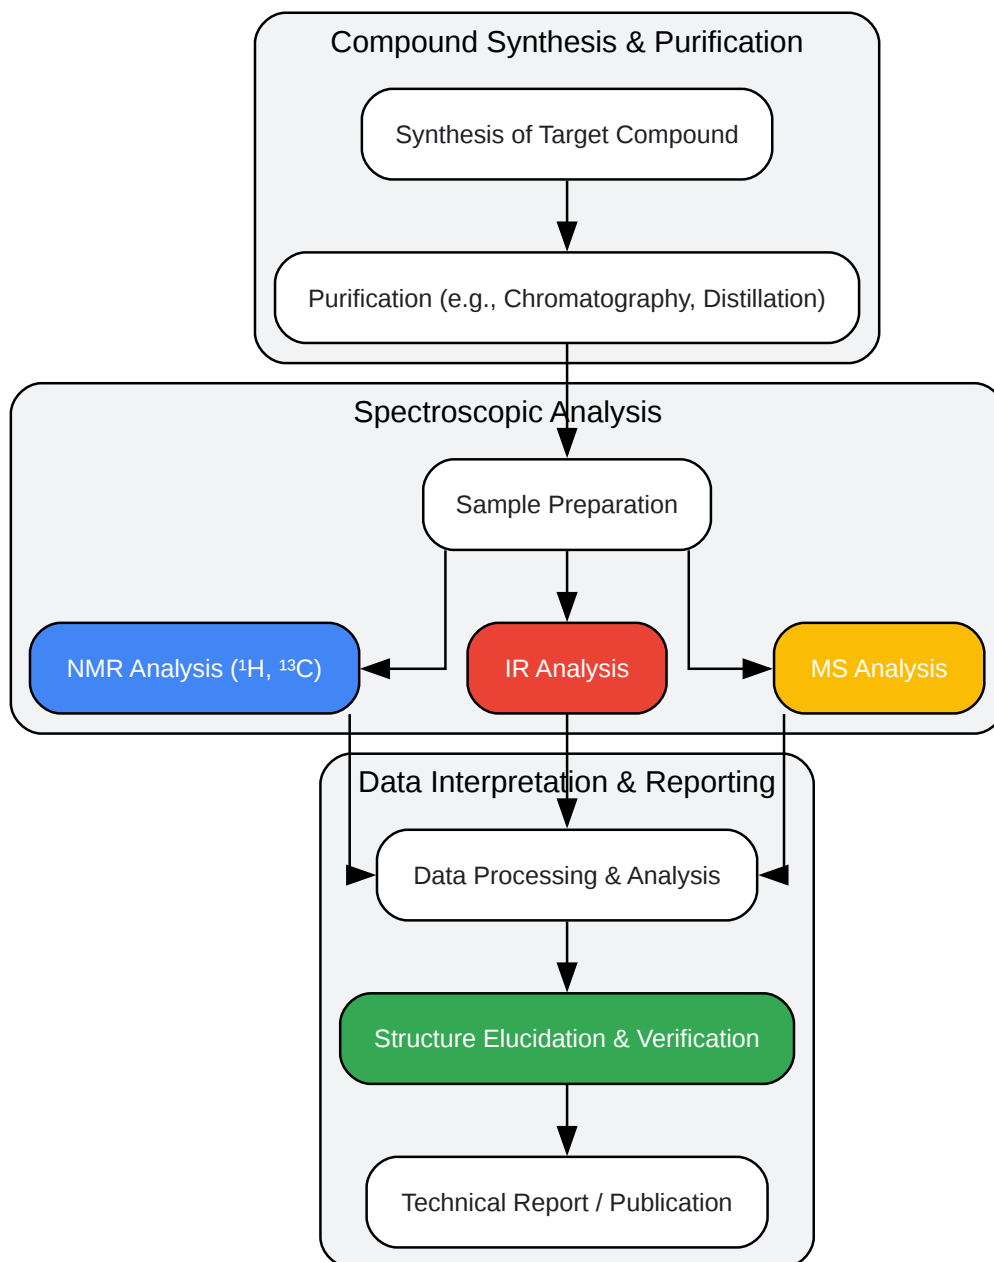 Compound Synthesis & Purification
Synthesis of Target Compound
Purification (e.g., Chromatography, Distillation)
Spectroscopic Analysis
Sample Preparation
NMR Analysis (¹H, ¹³C)
IR Analysis
MS Analysis
Data Interpretation & Reporting
Data Processing & Analysis
Structure Elucidation & Verification
Technical Report / Publication